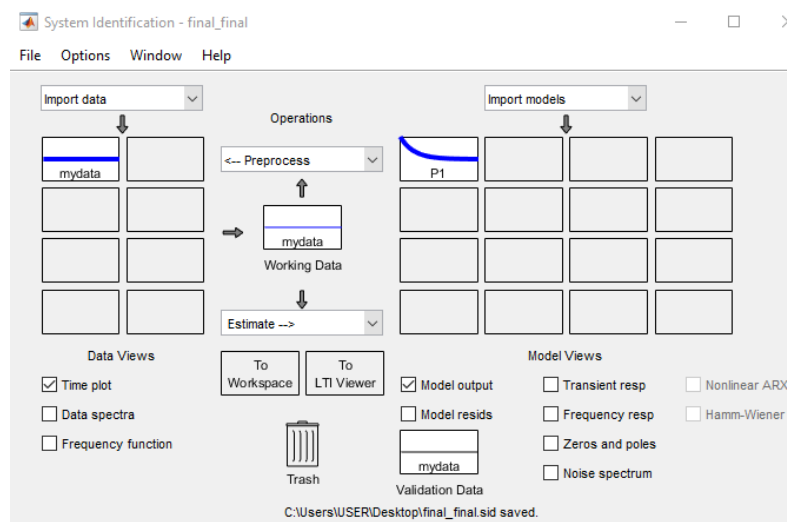 System Identification - final_final
File Options Window Help
Import data
Import models
Operations
mydata
<-- Preprocess
P1
mydata
Working Data
Estimate -->
Data Views
Model Views
To
Workspace
To
LTI Viewer
Time plot
Data spectra
Frequency function
Model output
Model resids
Transient resp
Frequency resp
Zeros and poles
Noise spectrum
Nonlinear ARX
Hamm-Wiener
Trash
mydata
Validation Data
C:\Users\USER\Desktop\final_final.sid saved.